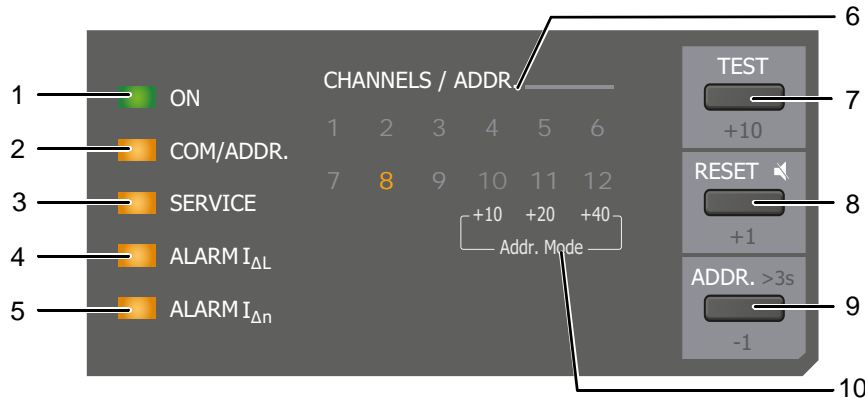 6
CHANNELS / ADDR.
TEST
1 ON
1 2 3 4 5 6
7
+10
2 COM/ADDR.
7 8 9 10 11 12
RESET
3 SERVICE
+10 +20 +40
8
+1
Addr. Mode
4 ALARM I∆L
ADDR. >3s
5 ALARM I∆n
9
-1
10